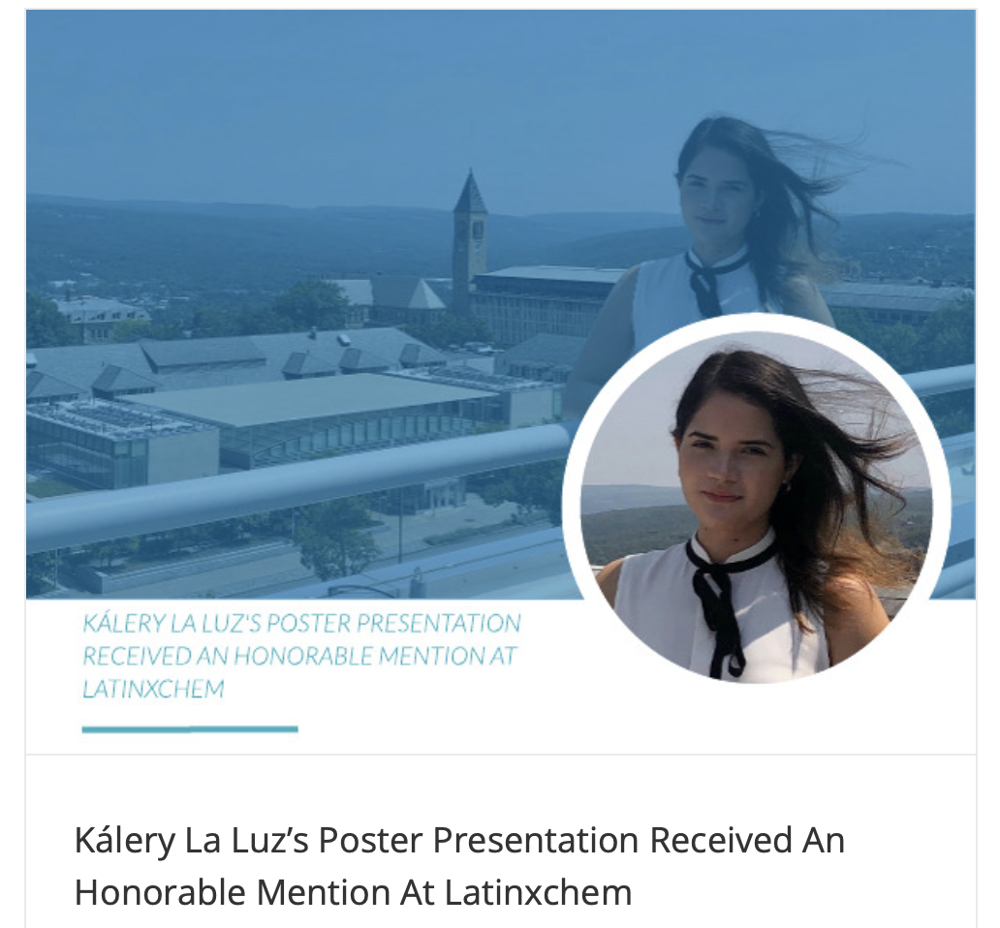 KÁLERY LA LUZ'S POSTER PRESENTATION
RECEIVED AN HONORABLE MENTION AT
LATINXCHEM
Kálery La Luz’s Poster Presentation Received An
Honorable Mention At Latinxchem